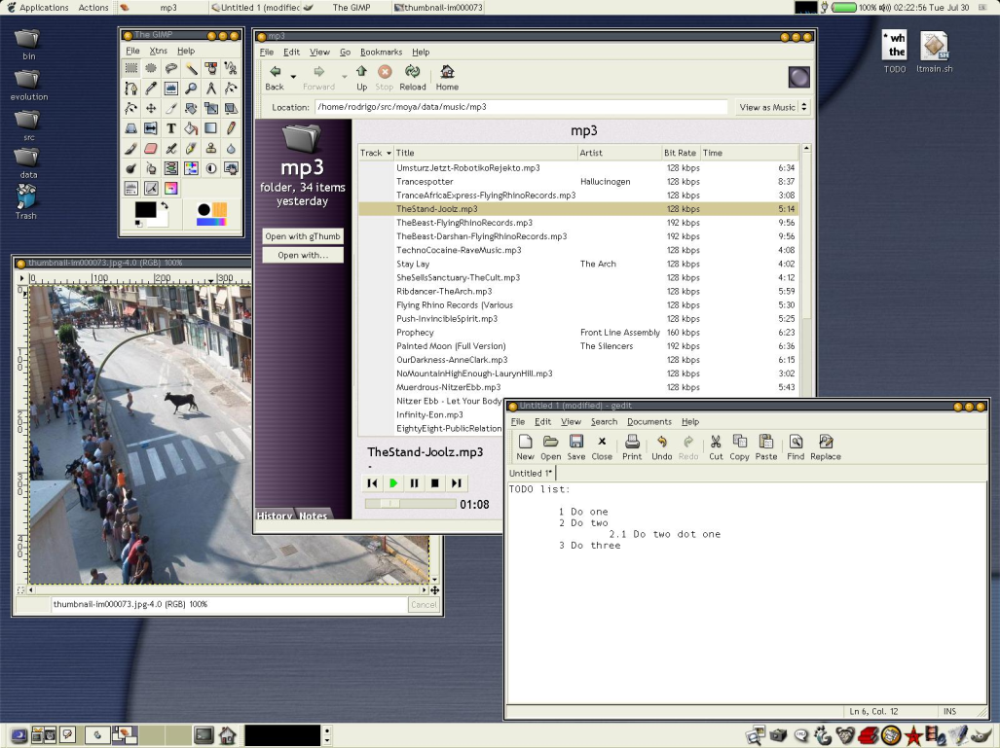 Applications Actions mp3 Untitled 1 (modified The GIMP thumbnail-im000073 100% 02:22:56 Tue Jul 30
bin
evolution
src
data
Trash
* wh
the
TODO
ltmain.sh
The GIMP
File Xtns Help
mp3
File Edit View Go Bookmarks Help
Back Forward Up Stop Reload Home
Location: /home/rodrigo/src/moya/data/music/mp3 View as Music
mp3
folder, 34 items
yesterday
Open with gThumb
Open with...
History Notes
mp3
Track Title Artist Bit Rate Time
UmsturzJetzt-RobotikoRejekto.mp3 128 kbps 6:34
Trancespotter Hallucinogen 128 kbps 8:37
TranceAfricaExpress-FlyingRhinoRecords.mp3 128 kbps 3:08
TheStand-Joolz.mp3 128 kbps 5:14
TheBeast-FlyingRhinoRecords.mp3 192 kbps 9:56
TheBeast-Darshan-FlyingRhinoRecords.mp3 192 kbps 9:56
TechnoCocaine-RaveMusic.mp3 128 kbps 4:08
Stay Lay The Arch 128 kbps 4:02
SheSellsSanctuary-TheCult.mp3 128 kbps 4:12
Ribdancer-TheArch.mp3 128 kbps 5:59
Flying Rhino Records (Various 128 kbps 5:30
Push-InvincibleSpirit.mp3 128 kbps 5:25
Prophecy Front Line Assembly 160 kbps 6:23
Painted Moon (Full Version) The Silencers 192 kbps 6:36
OurDarkness-AnneClark.mp3 128 kbps 6:15
NoMountainHighEnough-LaurynHill.mp3 128 kbps 3:02
Muerdrous-NitzerEbb.mp3 128 kbps 5:43
Nitzer Ebb - Let Your Body
Infinity-Eon.mp3
EightyEight-PublicRelation
TheStand-Joolz.mp3
-
01:08
thumbnail-im000073.jpg-4.0 (RGB) 100%
0 100 200 300
0 100 200 300 400
thumbnail-im000073.jpg-4.0 (RGB) 100% Cancel
Untitled 1 (modified) - gedit
File Edit View Search Documents Help
New Open Save Close Print Undo Redo Cut Copy Paste Find Replace
Untitled 1*
TODO list:
1 Do one
2 Do two
2.1 Do two dot one
3 Do three
Ln 6, Col. 12 INS